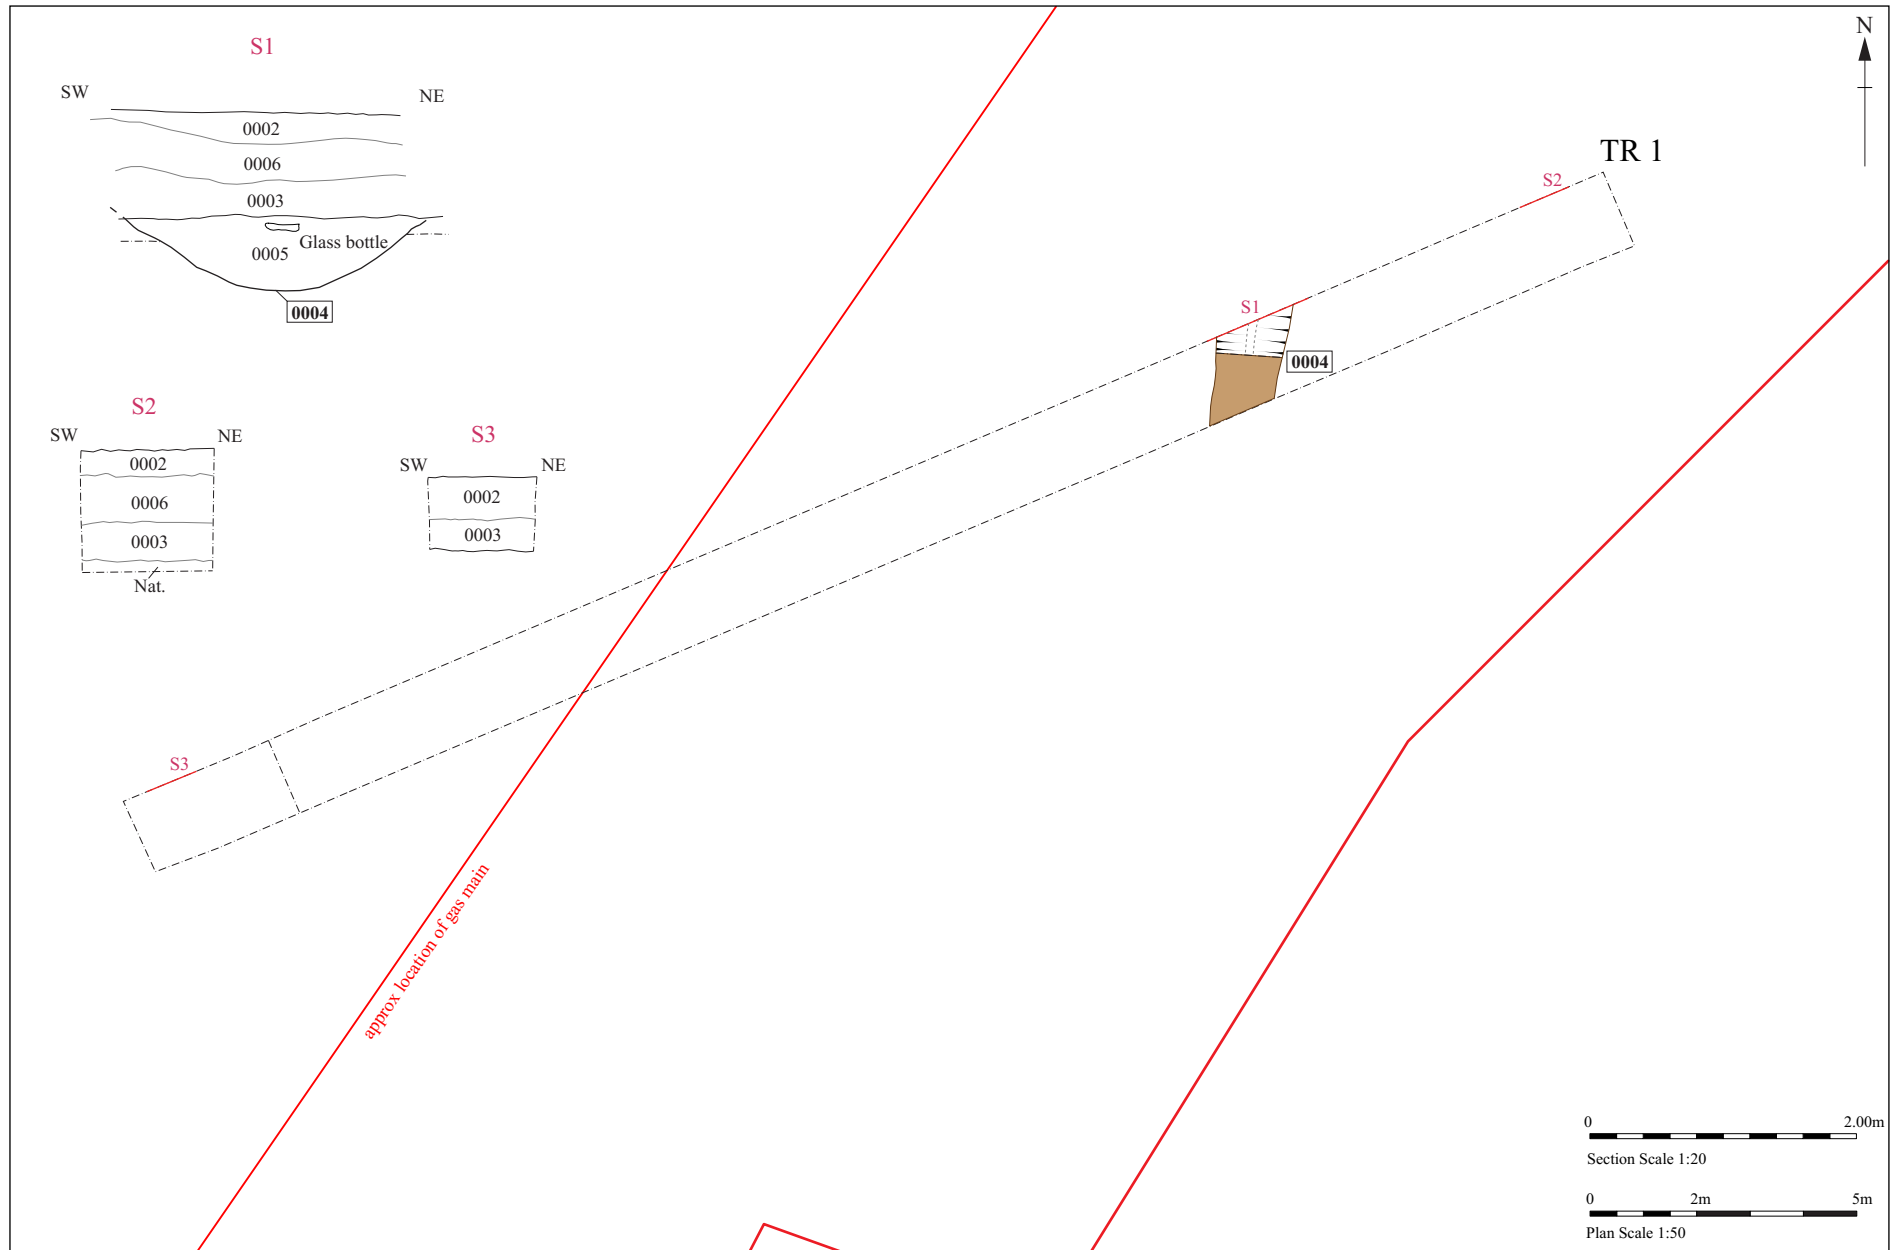 S1
SW
NE
0002
0006
0003
Glass bottle
0005
0004
S2
SW
NE
0002
0006
0003
Nat.
S3
SW
NE
0002
0003
N
TR 1
S2
S1
0004
S3
approx location of gas main
0 2.00m
Section Scale 1:20
0 2m 5m
Plan Scale 1:50